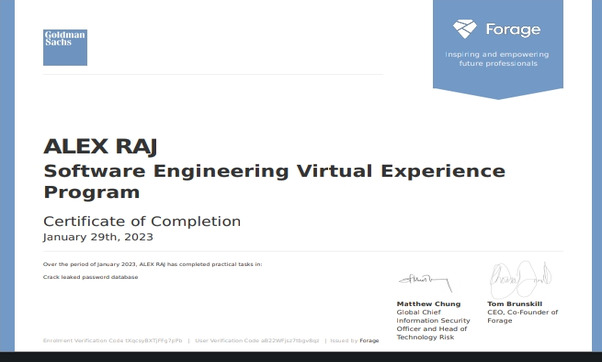 Goldman
Sachs
Forage
Inspiring and empowering
future professionals
ALEX RAJ
Software Engineering Virtual Experience
Program
Certificate of Completion
January 29th, 2023
Over the period of January 2023, ALEX RAJ has completed practical tasks in:
Crack leaked password database
Matthew Chung
Global Chief
Information Security
Officer and Head of
Technology Risk
Tom Brunskill
CEO, Co-Founder of
Forage
Enrolment Verification Code | User Verification Code | Issued by Forage